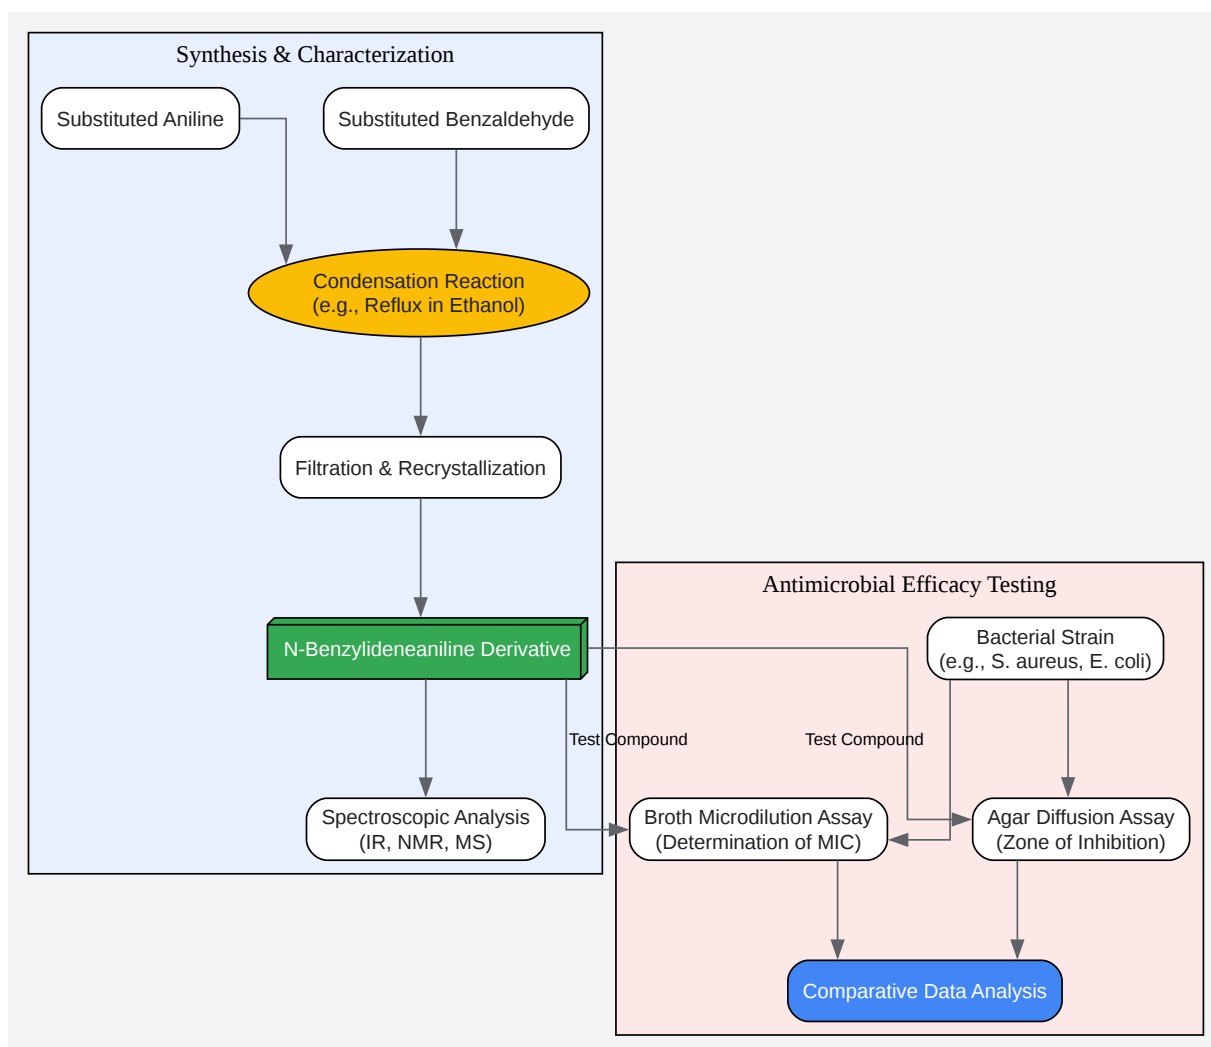 Synthesis & Characterization
Substituted Aniline
Substituted Benzaldehyde
Condensation Reaction
(e.g., Reflux in Ethanol)
Filtration & Recrystallization
Antimicrobial Efficacy Testing
N-Benzylideneaniline Derivative
Bacterial Strain
(e.g., S. aureus, E. coli)
Test Compound
Test Compound
Spectroscopic Analysis
(IR, NMR, MS)
Broth Microdilution Assay
(Determination of MIC)
Agar Diffusion Assay
(Zone of Inhibition)
Comparative Data Analysis